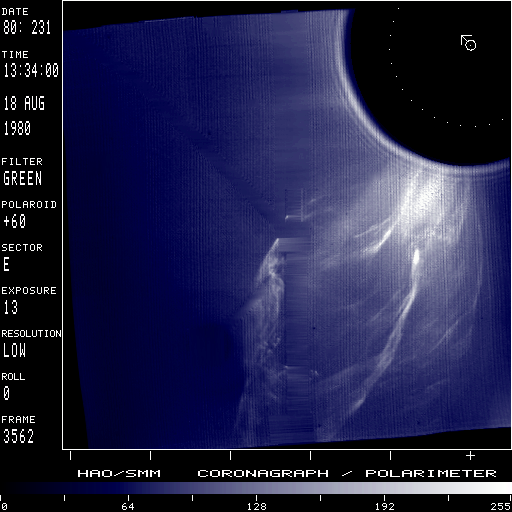 DATE
80: 231
TIME
13:34:00
18 AUG
1980
FILTER
GREEN
POLAROID
+60
SECTOR
E
EXPOSURE
13
RESOLUTION
LOW
ROLL
0
FRAME
3562
HAO/SMM CORONAGRAPH / POLARIMETER
0 64 128 192 255